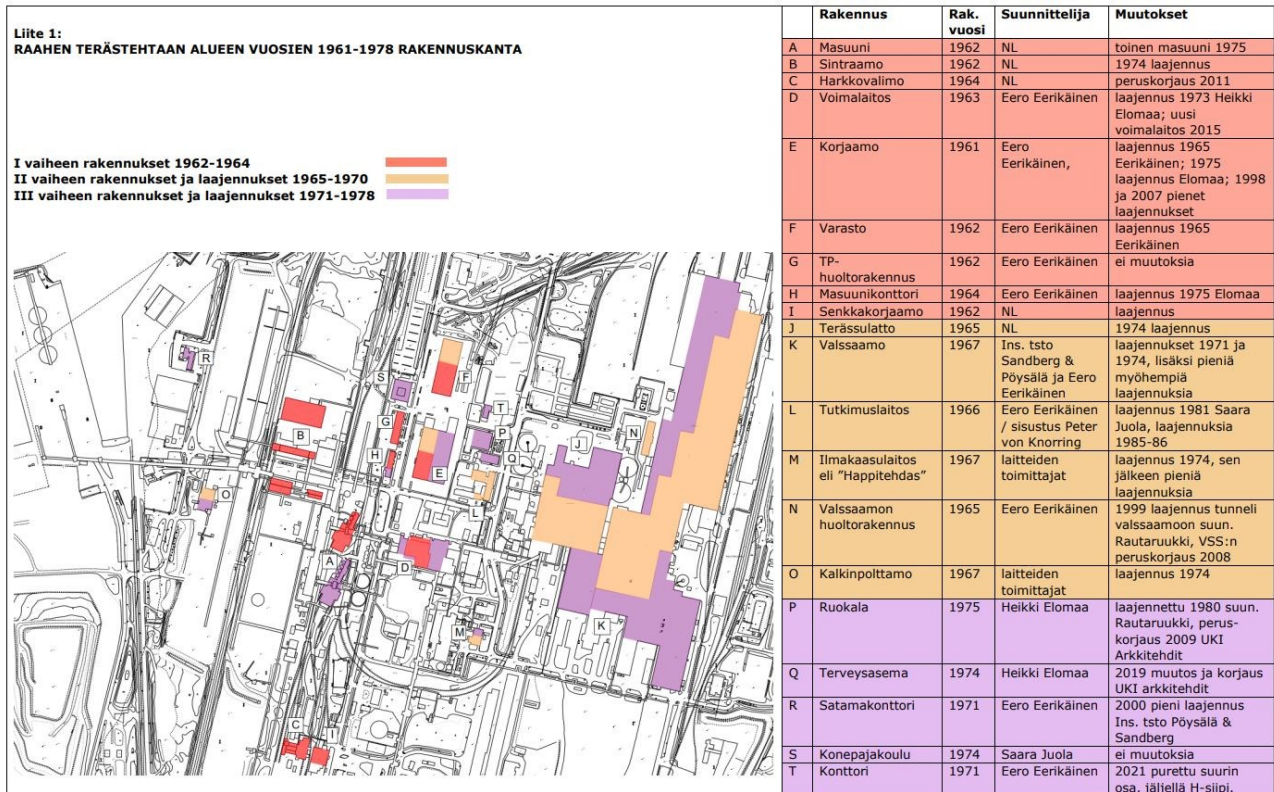 Liite 1:
RAAHEN TERÄSTEHTAAN ALUEEN VUOSIEN 1961-1978 RAKENNUSKANTA
I vaiheen rakennukset 1962-1964
II vaiheen rakennukset ja laajennukset 1965-1970
III vaiheen rakennukset ja laajennukset 1971-1978
R
S
F
T
G
P
B
N
J
H
Q
E
O
L
A
D
M
K
C
I
Rakennus Rak. vuosi Suunnittelija Muutokset
A Masuuni 1962 NL toinen masuuni 1975
B Sintraamo 1962 NL 1974 laajennus
C Harkkovalimo 1964 NL peruskorjaus 2011
D Voimalaitos 1963 Eero Eerikäinen laajennus 1973 Heikki
Elomaa; uusi
voimalaitos 2015
E Korjaamo 1961 Eero
Eerikäinen,
laajennus 1965
Eerikäinen; 1975
laajennus Elomaa; 1998
ja 2007 pienet
laajennukset
F Varasto 1962 Eero Eerikäinen laajennus 1965
Eerikäinen
G TP-
huoltorakennus
1962 Eero Eerikäinen ei muutoksia
H Masuunikonttori 1964 Eero Eerikäinen laajennus 1975 Elomaa
I Senkkakorjaamo 1962 NL laajennus
J Terässulatto 1965 NL 1974 laajennus
K Valssaamo 1967 Ins. tsto
Sandberg &
Pöysälä ja Eero
Eerikäinen
laajennukset 1971 ja
1974, lisäksi pieniä
myöhempiä
laajennuksia
L Tutkimuslaitos 1966 Eero Eerikäinen
/ sisustus Peter
von Knorring
laajennus 1981 Saara
Juola, laajennuksia
1985-86
M Ilmakaasulaitos
eli "Happitehdas"
1967 laitteiden
toimittajat
laajennus 1974, sen
jälkeen pieniä
laajennuksia
N Valssaamon
huoltorakennus
1965 Eero Eerikäinen 1999 laajennus tunneli
valssaamoon suun.
Rautaruukki, VSS:n
peruskorjaus 2008
O Kalkinpolttamo 1967 laitteiden
toimittajat
laajennus 1974
P Ruokala 1975 Heikki Elomaa laajennettu 1980 suun.
Rautaruukki, perus-
korjaus 2009 UKI
Arkkitehdit
Q Terveysasema 1974 Heikki Elomaa 2019 muutos ja korjaus
UKI arkkitehdit
R Satamakonttori 1971 Eero Eerikäinen 2000 pieni laajennus
Ins. tsto Pöysälä &
Sandberg
S Konepajakoulu 1974 Saara Juola ei muutoksia
T Konttori 1971 Eero Eerikäinen 2021 purettu suurin
osa, jäljellä H-siipi.